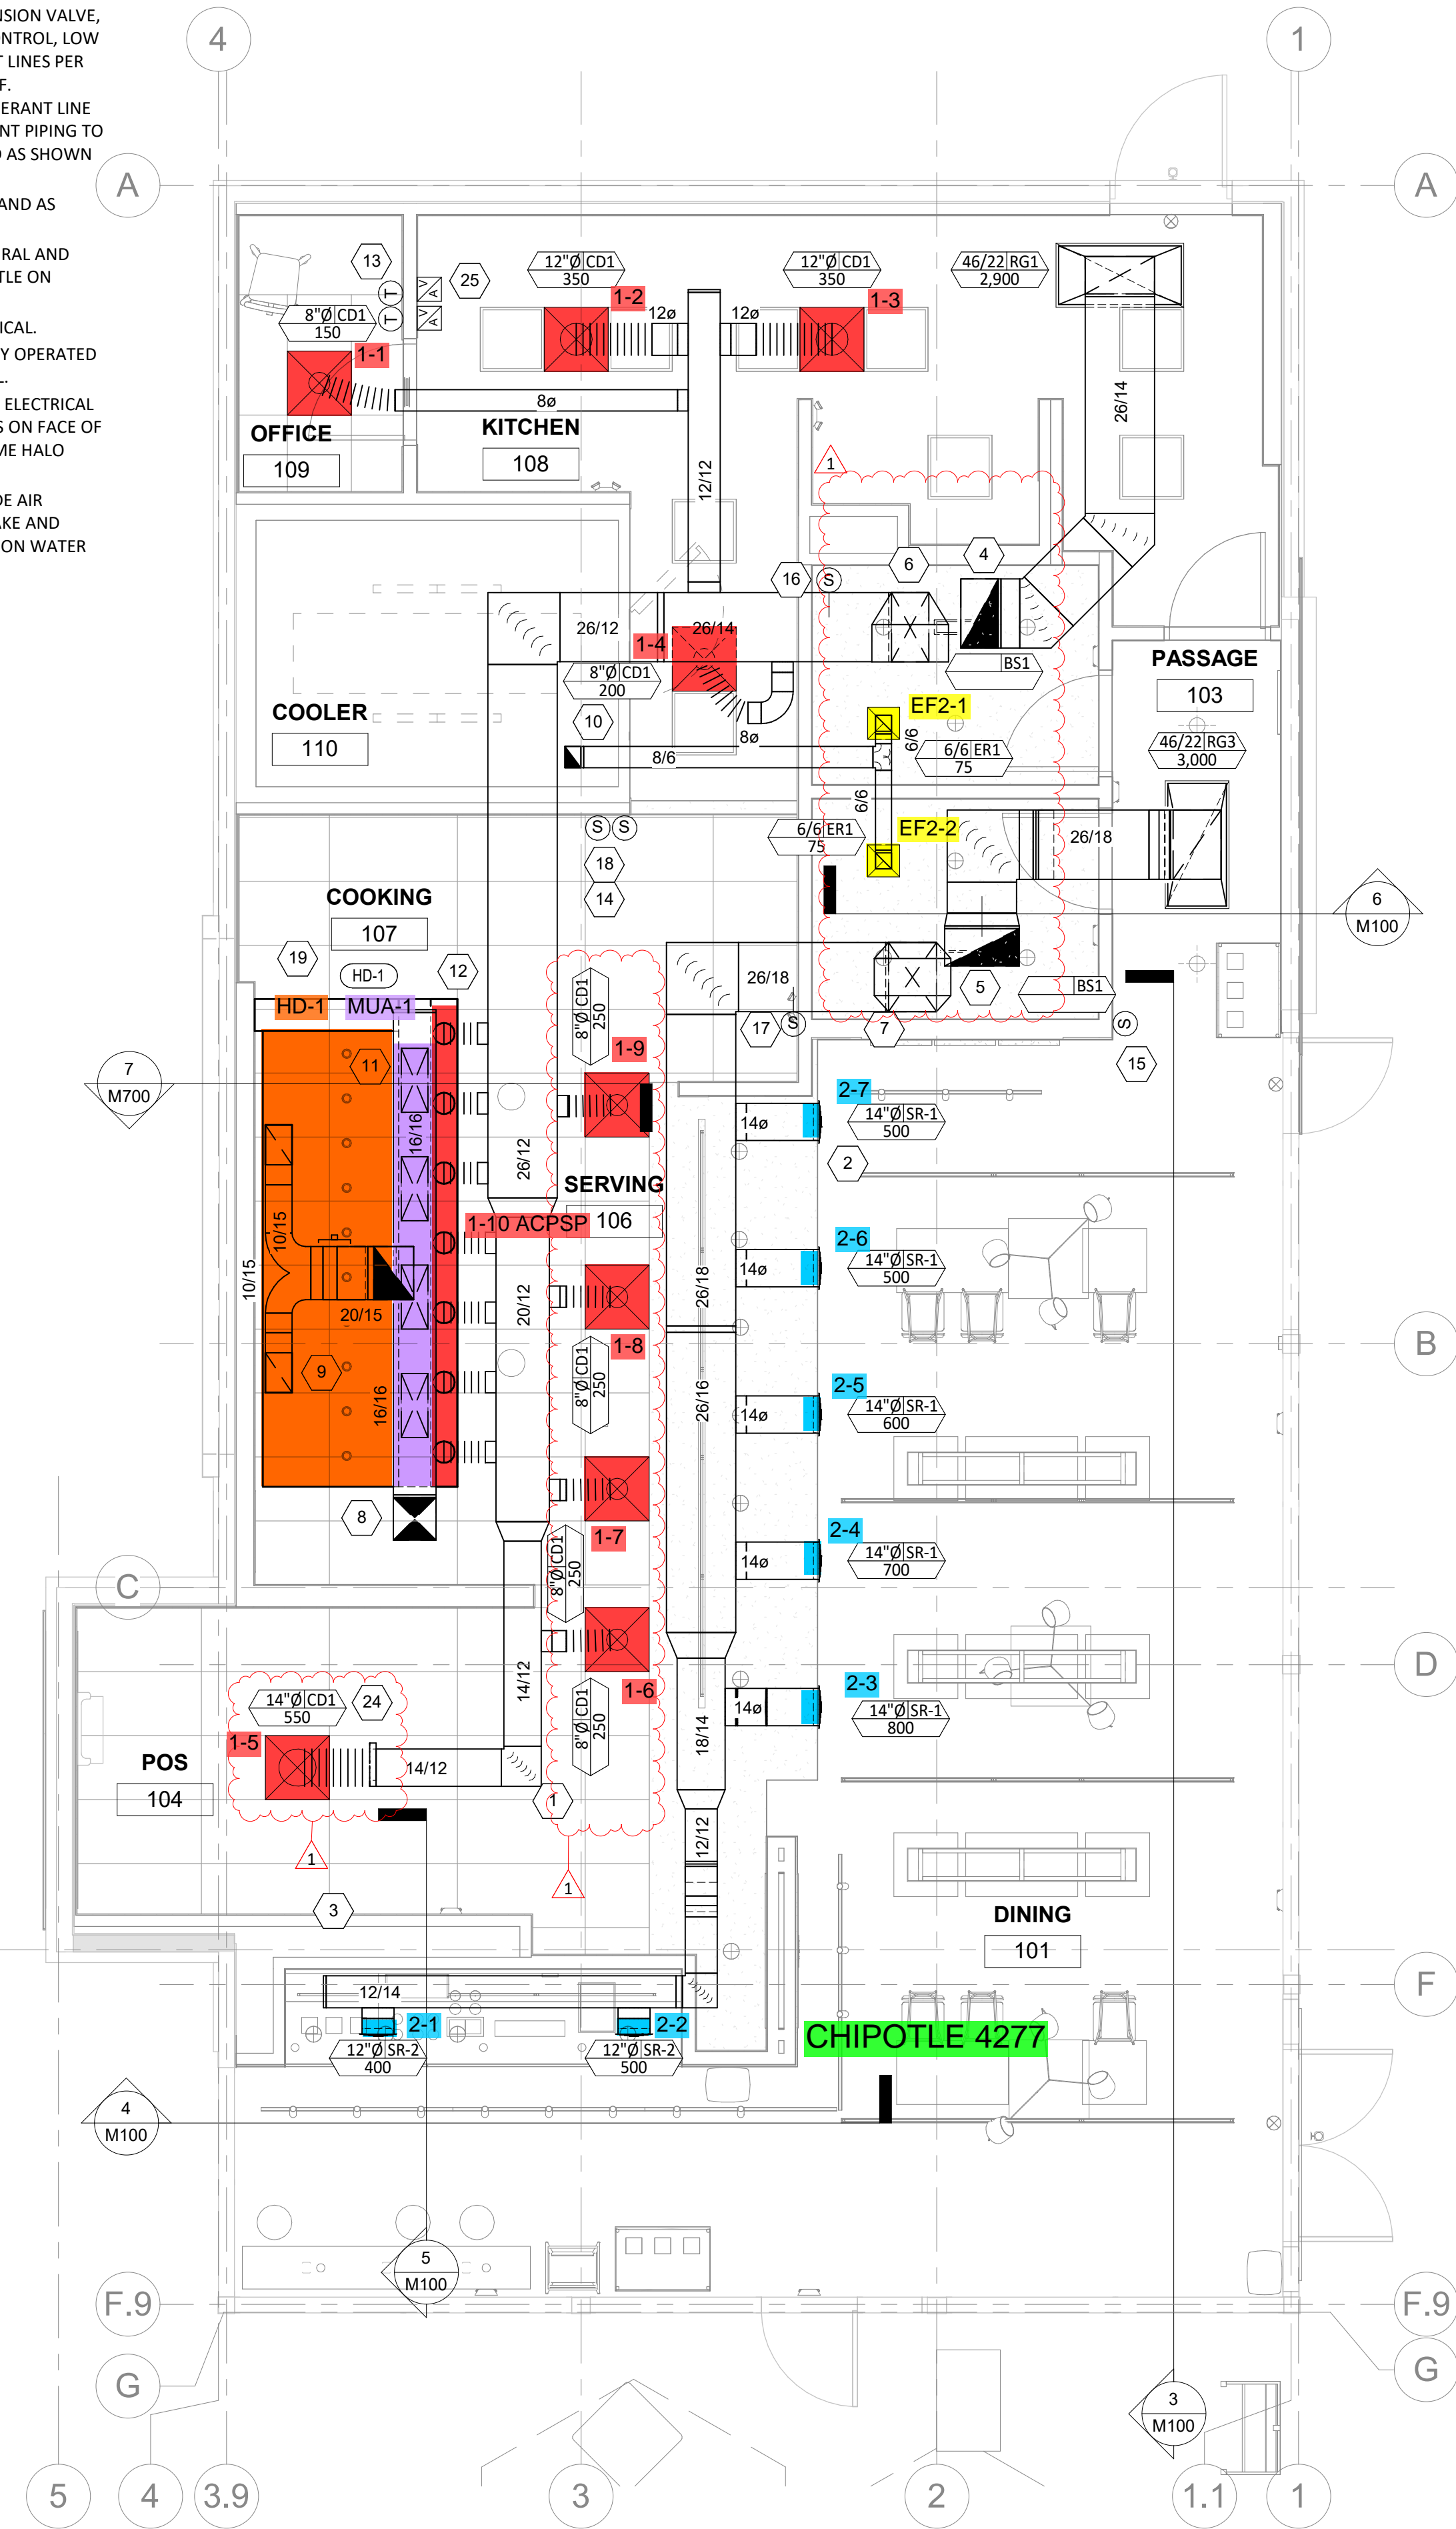 NSION VALVE,
ONTROL, LOW
T LINES PER
F.
ERANT LINE
NT PIPING TO
D AS SHOWN
AND AS
RAL AND
TLE ON
ICAL.
Y OPERATED
L.
ELECTRICAL
S ON FACE OF
ME HALO
DE AIR
AKE AND
ON WATER
4
1
A
A
13
25
12"Ø CD1
350
12"Ø CD1
350
46/22 RG1
2,900
8"Ø CD1
150
T
T
V
A
V
A
1-2
1-3
12ø
12ø
1-1
8ø
26/14
OFFICE
109
KITCHEN
108
12/12
1
16
S
6
4
26/12
1-4
26/14
BS1
8"Ø CD1
200
PASSAGE
103
COOLER
110
10
8ø
8/6
EF2-1
6/6
6/6 ER1
75
46/22 RG3
3,000
6/6
6/6 ER1
75
EF2-2
26/18
S
S
18
14
COOKING
107
6
M100
19
HD-1
12
HD-1
MUA-1
8"Ø CD1
250
26/18
5
BS1
17
S
7
S
15
1-9
11
7
M700
16/16
26/12
2-7
14ø
14"Ø SR-1
500
2
SERVING
106
1-10 ACPSP
10/15
10/15
20/15
20/12
26/18
2-6
14ø
14"Ø SR-1
500
1-8
B
B
9
16/16
8"Ø CD1
250
26/16
2-5
14ø
14"Ø SR-1
600
8
1-7
2-4
14ø
14"Ø SR-1
700
8"Ø CD1
250
C
D
14/12
1-6
2-3
14ø
14"Ø SR-1
800
14"Ø CD1
550
24
8"Ø CD1
250
18/14
1-5
POS
104
14/12
1
12/12
1
1
3
DINING
101
F
12/14
2-1
2-2
12"Ø SR-2
400
12"Ø SR-2
500
CHIPOTLE 4277
4
M100
5
M100
F.9
F.9
G
G
3
M100
5
4
3.9
3
2
1.1
1